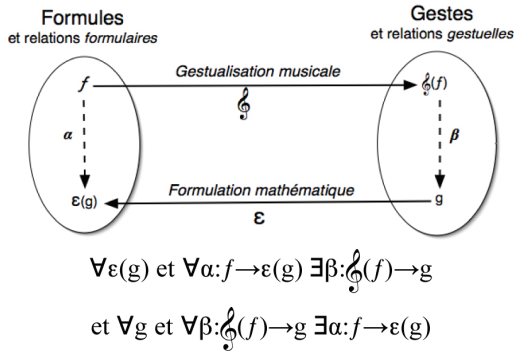 Formules
et relations formulaires
Gestes
et relations gestuelles
f
Gestualisation musicale
𝄞
𝄞(f)
α
β
ε(g)
Formulation mathématique
ε
g
∀ε(g) et ∀α:f→ε(g) ∃β:𝄞(f)→g
et ∀g et ∀β:𝄞(f)→g ∃α:f→ε(g)